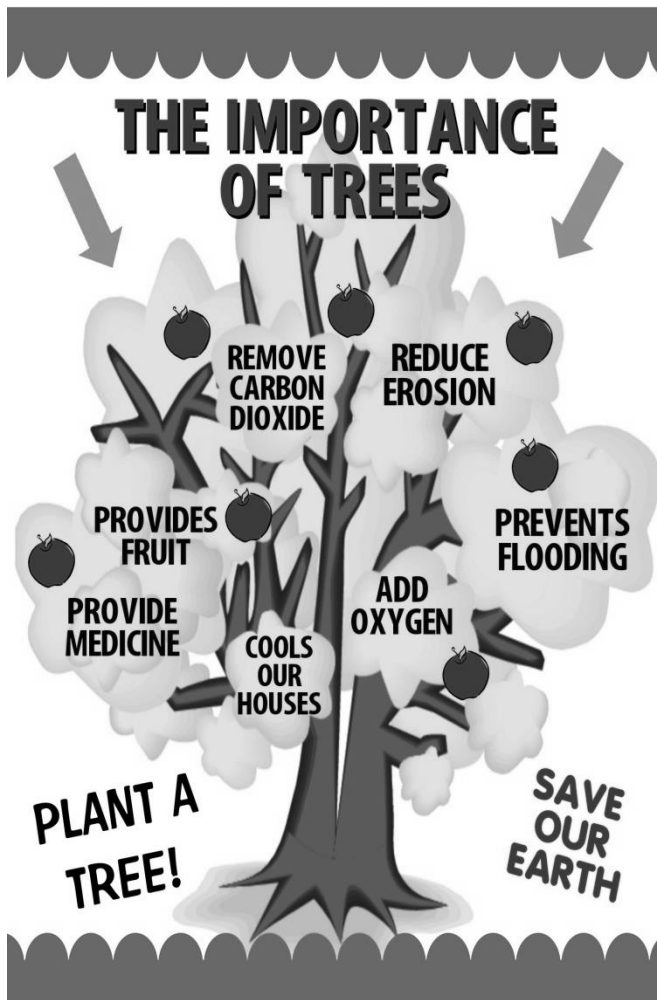 THE IMPORTANCE
OF TREES
REMOVE
CARBON
DIOXIDE
REDUCE
EROSION
PROVIDES
FRUIT
PREVENTS
FLOODING
PROVIDE
MEDICINE
ADD
OXYGEN
COOLS
OUR
HOUSES
PLANT A
TREE!
SAVE
OUR
EARTH